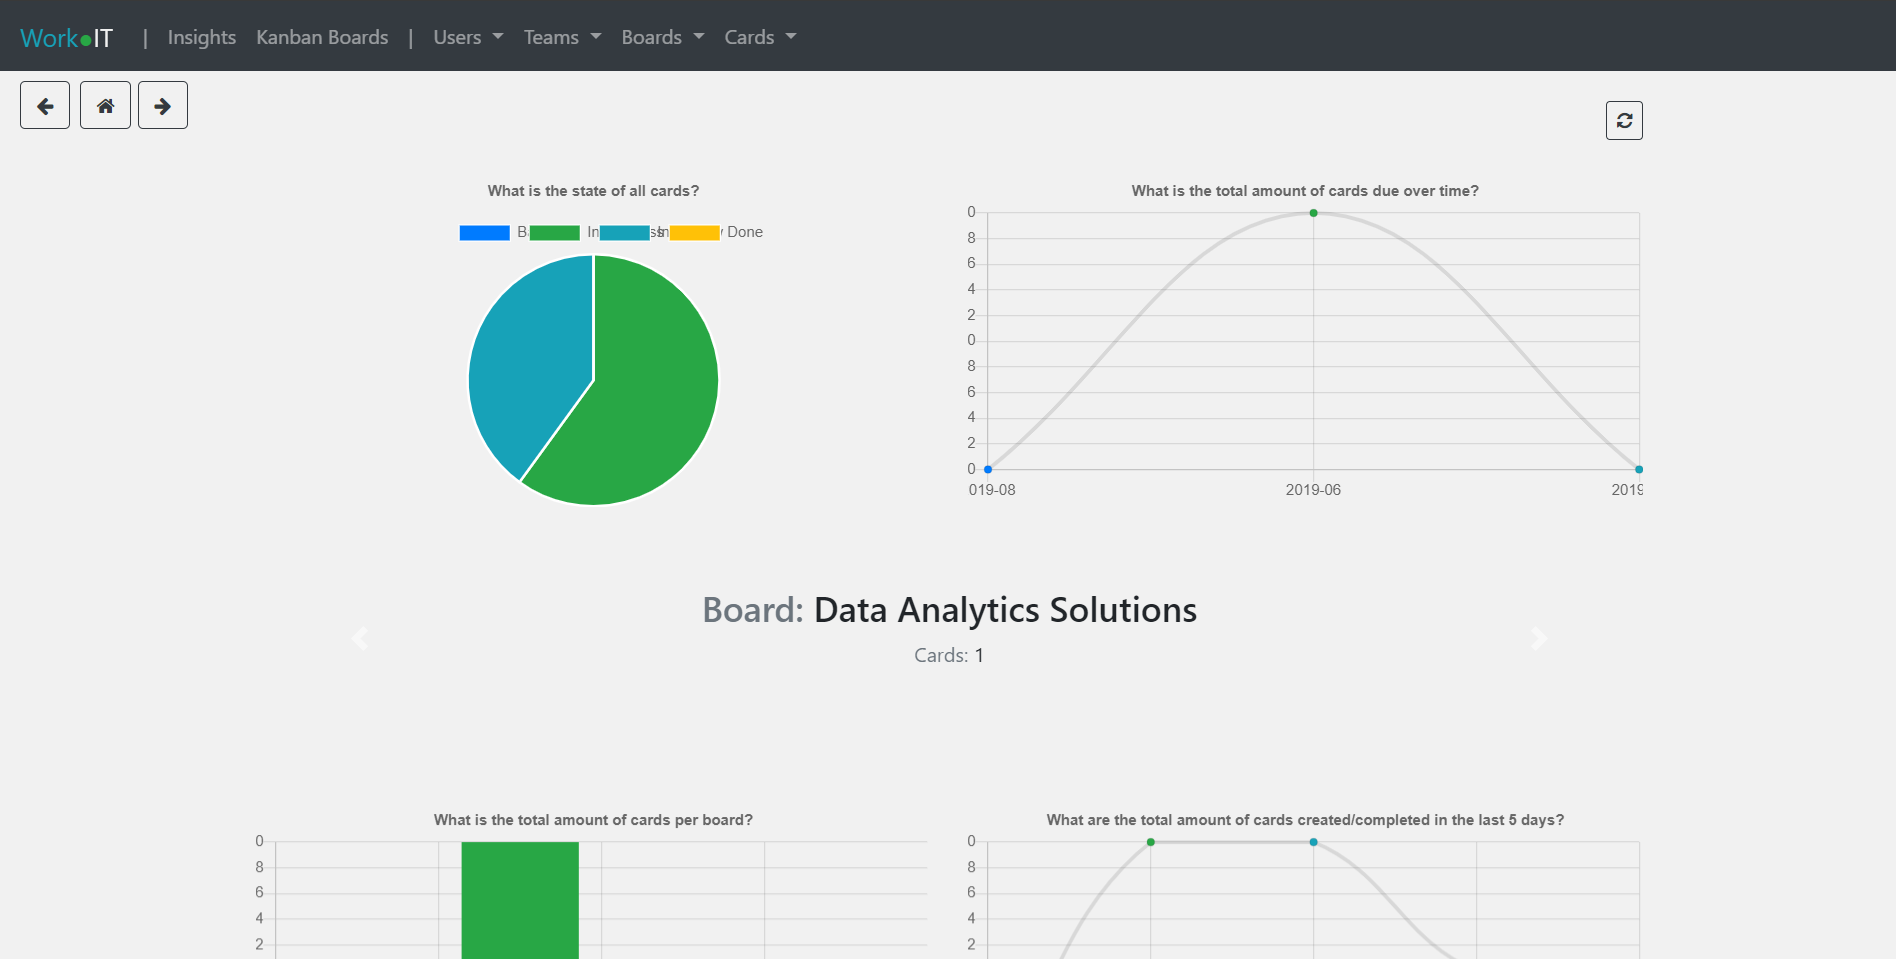 Work●IT | Insights Kanban Boards | Users Teams Boards Cards
What is the state of all cards?
Done
What is the total amount of cards due over time?
0
8
6
4
2
0
8
6
4
2
0
019-08 2019-06 2019
Board: Data Analytics Solutions
Cards: 1
What is the total amount of cards per board?
0
8
6
4
2
What are the total amount of cards created/completed in the last 5 days?
0
8
6
4
2